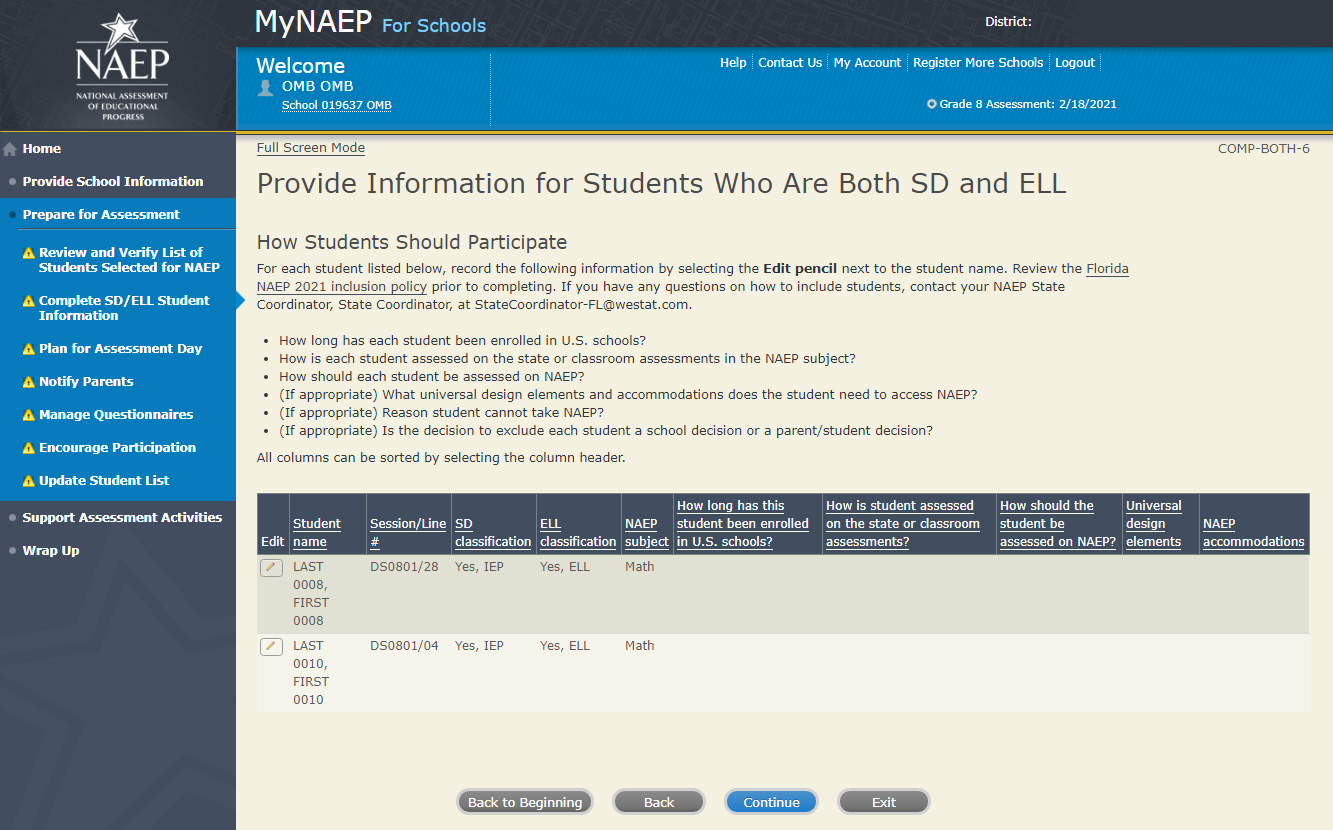 NAEP
NATIONAL ASSESSMENT
OF EDUCATIONAL
PROGRESS
MyNAEP For Schools
District:
Welcome
OMB OMB
School 019637 OMB
Help Contact Us My Account Register More Schools Logout
Grade 8 Assessment: 2/18/2021
Home
Provide School Information
Prepare for Assessment
Review and Verify List of
Students Selected for NAEP
Complete SD/ELL Student
Information
Plan for Assessment Day
Notify Parents
Manage Questionnaires
Encourage Participation
Update Student List
Support Assessment Activities
Wrap Up
Full Screen Mode
COMP-BOTH-6
Provide Information for Students Who Are Both SD and ELL
How Students Should Participate
For each student listed below, record the following information by selecting the Edit pencil next to the student name. Review the Florida
NAEP 2021 inclusion policy prior to completing. If you have any questions on how to include students, contact your NAEP State
Coordinator, State Coordinator, at StateCoordinator-FL@westat.com.
• How long has each student been enrolled in U.S. schools?
• How is each student assessed on the state or classroom assessments in the NAEP subject?
• How should each student be assessed on NAEP?
• (If appropriate) What universal design elements and accommodations does the student need to access NAEP?
• (If appropriate) Reason student cannot take NAEP?
• (If appropriate) Is the decision to exclude each student a school decision or a parent/student decision?
All columns can be sorted by selecting the column header.
Edit
Student
name
Session/Line
#
SD
classification
ELL
classification
NAEP
subject
How long has this
student been enrolled
in U.S. schools?
How is student assessed
on the state or classroom
assessments?
How should the
student be
assessed on NAEP?
Universal
design
elements
NAEP
accommodations
LAST DS0801/28 Yes, IEP Yes, ELL Math
0008,
FIRST
0008
LAST DS0801/04 Yes, IEP Yes, ELL Math
0010,
FIRST
0010
Back to Beginning Back Continue Exit